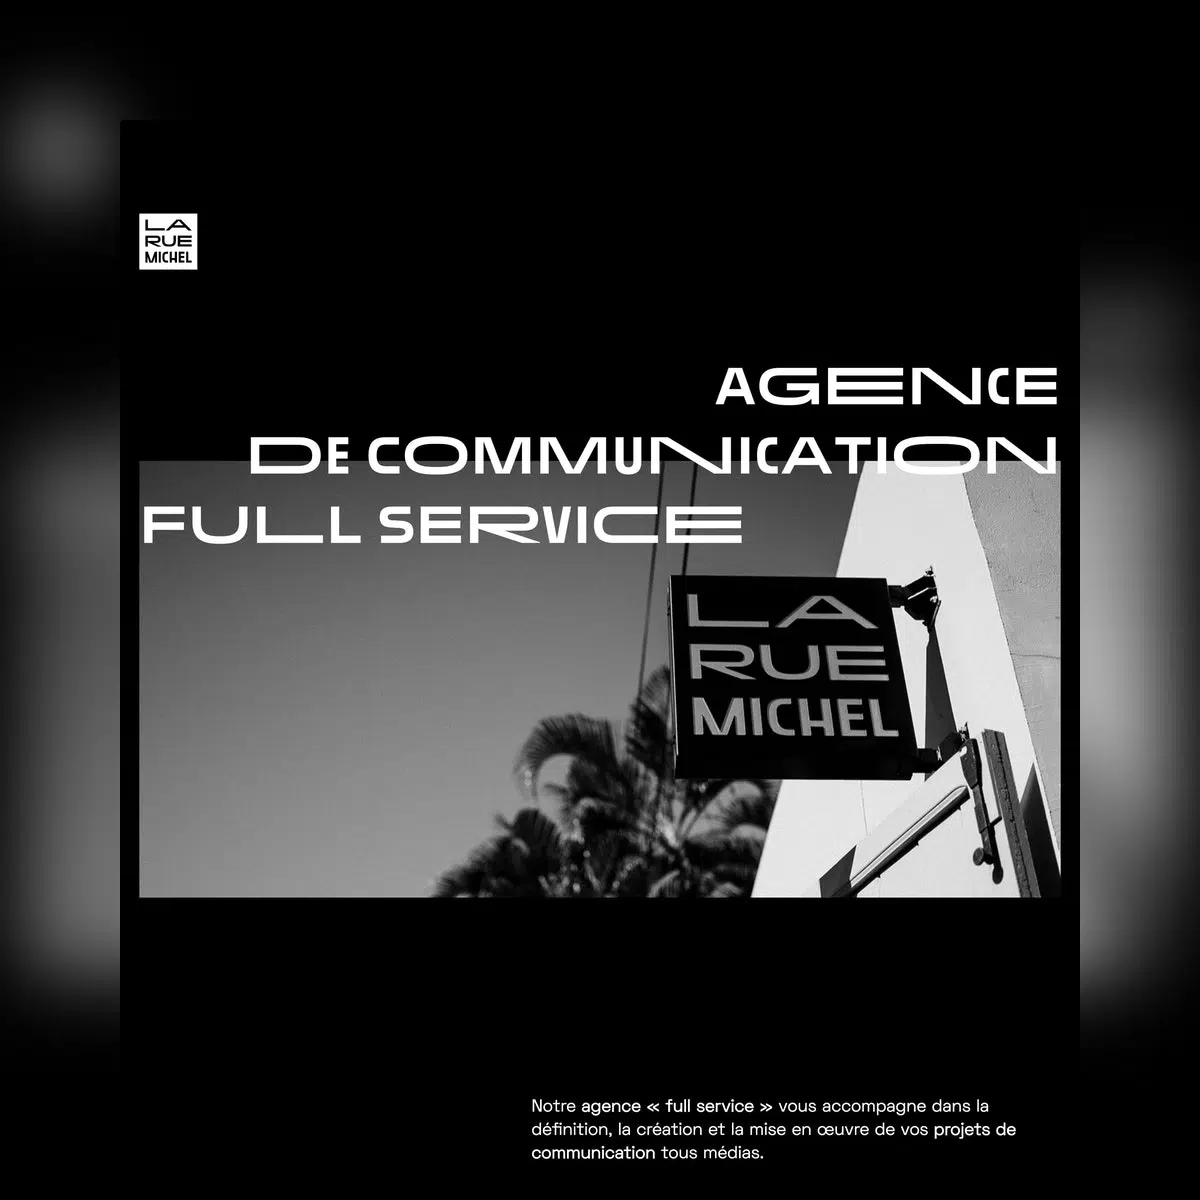 LA
RUE
MICHEL
AGENCE
DE COMMUNICATION
FULL SERVICE
LA
RUE
MICHEL
Notre agence « full service » vous accompagne dans la
définition, la création et la mise en œuvre de vos projets de
communication tous médias.